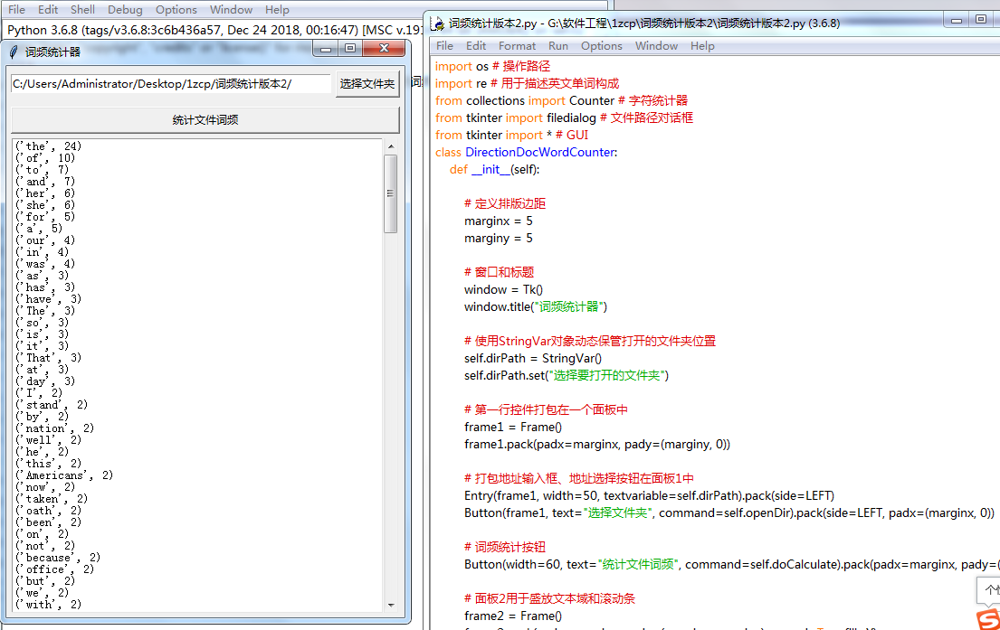 File Edit Shell Debug Options Window Help
Python 3.6.8 (tags/v3.6.8:3c6b436a57, Dec 24 2018, 00:16:47) [MSC v.191
词频统计器
C:/Users/Administrator/Desktop/1zcp/词频统计版本2/
选择文件夹
统计文件词频
('the', 24)
('of', 10)
('to', 7)
('and', 7)
('her', 6)
('she', 6)
('for', 5)
('a', 5)
('our', 4)
('in', 4)
('was', 4)
('as', 3)
('has', 3)
('have', 3)
('The', 3)
('so', 3)
('is', 3)
('it', 3)
('That', 3)
('at', 3)
('day', 3)
('I', 2)
('stand', 2)
('by', 2)
('nation', 2)
('well', 2)
('he', 2)
('this', 2)
('Americans', 2)
('now', 2)
('taken', 2)
('oath', 2)
('been', 2)
('on', 2)
('not', 2)
('because', 2)
('office', 2)
('but', 2)
('we', 2)
('with', 2)
词频统计版本2.py - G:\软件工程\1zcp\词频统计版本2\词频统计版本2.py (3.6.8)
File Edit Format Run Options Window Help
import os # 操作路径
import re # 用于描述英文单词构成
from collections import Counter # 字符统计器
from tkinter import filedialog # 文件路径对话框
from tkinter import * # GUI
class DirectionDocWordCounter:
def __init__(self):
# 定义排版边距
marginx = 5
marginy = 5
# 窗口和标题
window = Tk()
window.title("词频统计器")
# 使用StringVar对象动态保管打开的文件夹位置
self.dirPath = StringVar()
self.dirPath.set("选择要打开的文件夹")
# 第一行控件打包在一个面板中
frame1 = Frame()
frame1.pack(padx=marginx, pady=(marginy, 0))
# 打包地址输入框、地址选择按钮在面板1中
Entry(frame1, width=50, textvariable=self.dirPath).pack(side=LEFT)
Button(frame1, text="选择文件夹", command=self.openDir).pack(side=LEFT, padx=(marginx, 0))
# 词频统计按钮
Button(width=60, text="统计文件词频", command=self.doCalculate).pack(padx=marginx, pady=(
# 面板2用于盛放文本域和滚动条
frame2 = Frame()